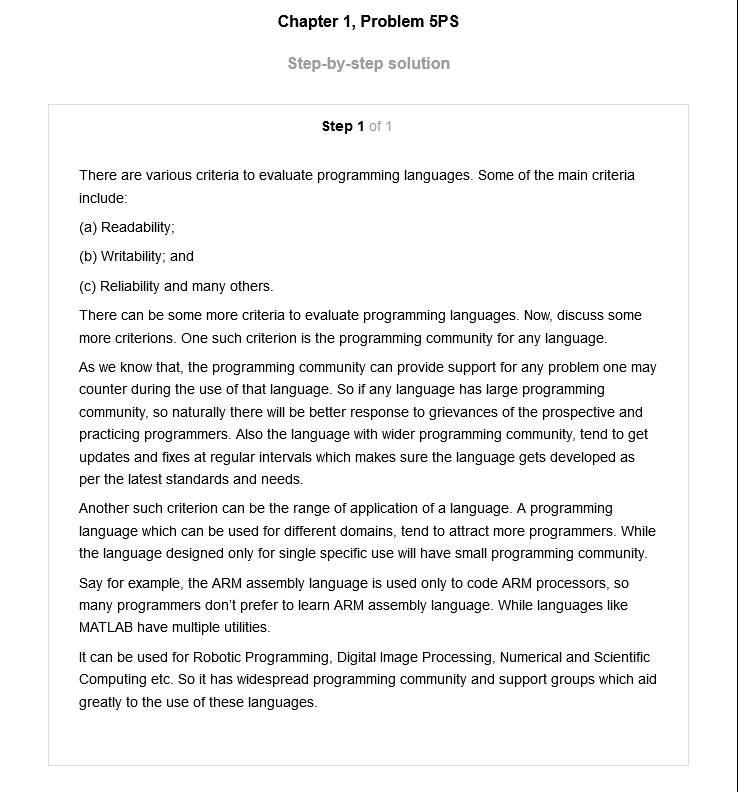 Chapter 1, Problem 5PS
Step-by-step solution
Step 1 of 1
There are various criteria to evaluate programming languages. Some of the main criteria
include:
(a) Readability;
(b) Writability; and
(c) Reliability and many others.
There can be some more criteria to evaluate programming languages. Now, discuss some
more criterions. One such criterion is the programming community for any language.
As we know that, the programming community can provide support for any problem one may
counter during the use of that language. So if any language has large programming
community, so naturally there will be better response to grievances of the prospective and
practicing programmers. Also the language with wider programming community, tend to get
updates and fixes at regular intervals which makes sure the language gets developed as
per the latest standards and needs.
Another such criterion can be the range of application of a language. A programming
language which can be used for different domains, tend to attract more programmers. While
the language designed only for single specific use will have small programming community.
Say for example, the ARM assembly language is used only to code ARM processors, so
many programmers don’t prefer to learn ARM assembly language. While languages like
MATLAB have multiple utilities.
It can be used for Robotic Programming, Digital Image Processing, Numerical and Scientific
Computing etc. So it has widespread programming community and support groups which aid
greatly to the use of these languages.